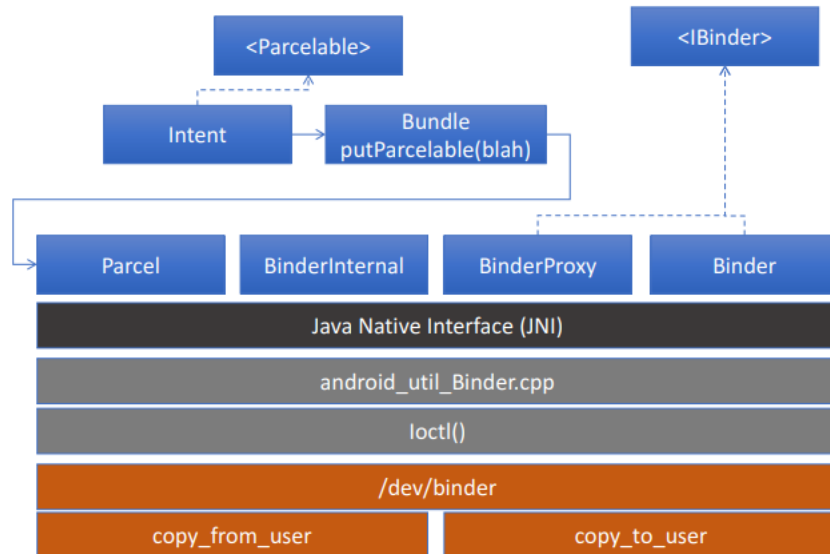 <Parcelable>
<IBinder>
Intent
Bundle
putParcelable(blah)
Parcel
BinderInternal
BinderProxy
Binder
Java Native Interface (JNI)
android_util_Binder.cpp
Ioctl()
/dev/binder
copy_from_user
copy_to_user